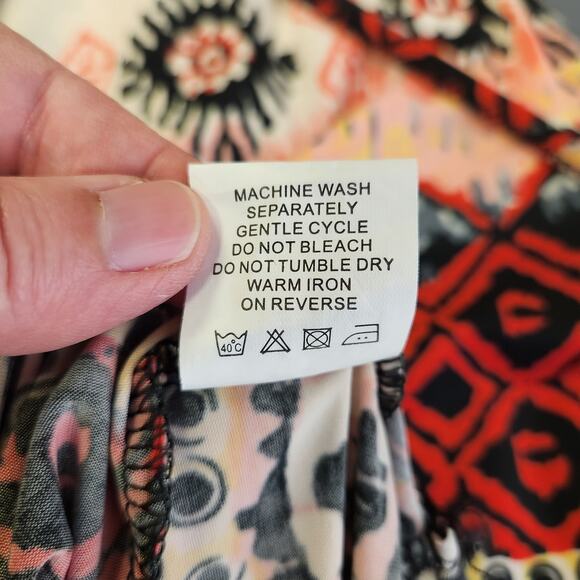 MACHINE WASH
SEPARATELY
GENTLE CYCLE
DO NOT BLEACH
DO NOT TUMBLE DRY
WARM IRON
ON REVERSE
40°C